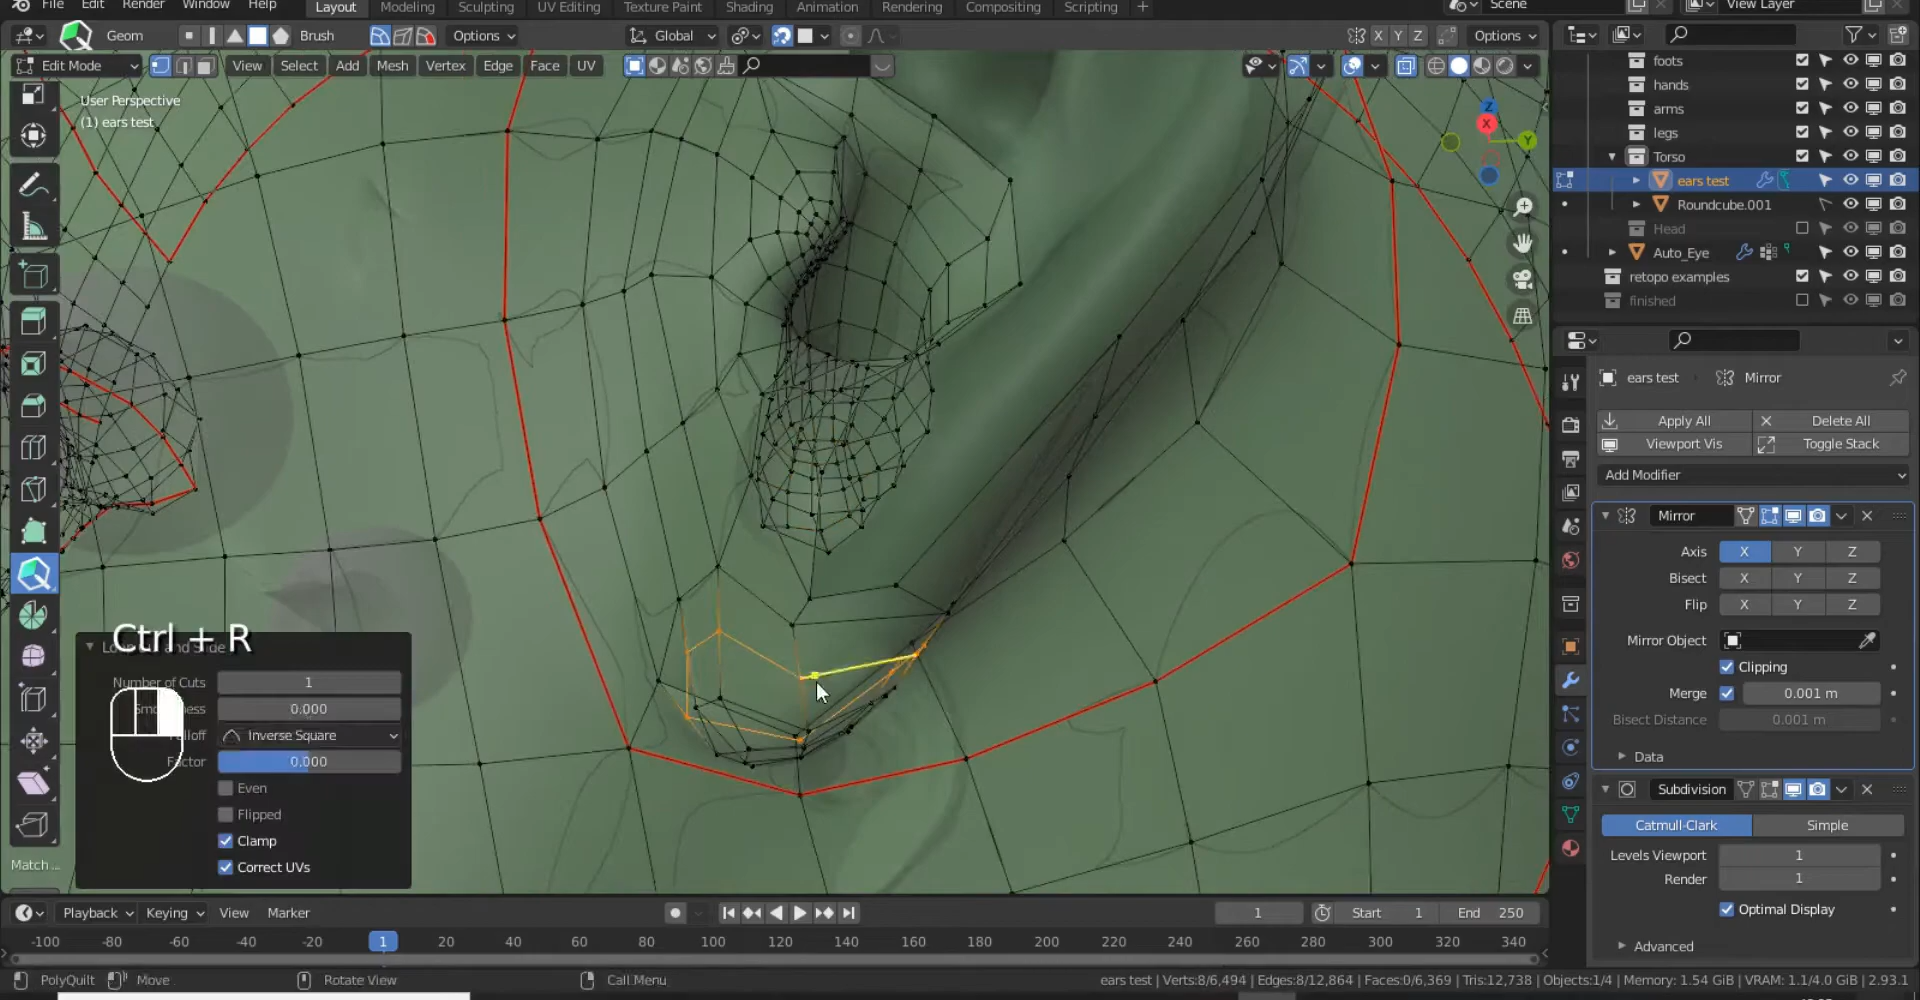 File Edit Render Window Help Layout Modeling Sculpting UV Editing Texture Paint Shading Animation Rendering Compositing Scripting + Scene View Layer
Geom Brush Options Global X Y Z Options
Edit Mode View Select Add Mesh Vertex Edge Face UV
User Perspective
(1) ears test
Z
X
Y
foots
hands
arms
legs
Torso
ears test
Roundcube.001
Head
Auto_Eye
retopo examples
finished
ears test Mirror
Apply All Delete All
Viewport Vis Toggle Stack
Add Modifier
Mirror
Axis X Y Z
Bisect X Y Z
Flip X Y Z
Mirror Object
Clipping
Merge 0.001 m
Bisect Distance 0.001 m
Data
Subdivision
Catmull-Clark Simple
Levels Viewport 1
Render 1
Optimal Display
Advanced
Ctrl + R
Number of Cuts 1
0.000
Inverse Square
Factor 0.000
Even
Flipped
Clamp
Correct UVs
Match ...
Playback Keying View Marker 1 Start 1 End 250
-100 -80 -60 -40 -20 1 20 40 60 80 100 120 140 160 180 200 220 240 260 280 300 320 340
PolyQuilt Move Rotate View Call Menu ears test | Verts:8/6,494 | Edges:8/12,864 | Faces:0/6,369 | Tris:12,738 | Objects:1/4 | Memory: 1.54 GiB | VRAM: 1.1/4.0 GiB | 2.93.1